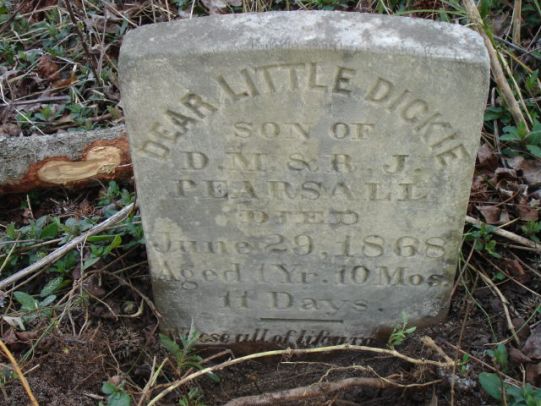 DEAR LITTLE DICKIE
SON OF
D. M. & R. J.
PEARSALL
DIED
June 29, 1868
Aged 1 Yr. 10 Mos.
11 Days.